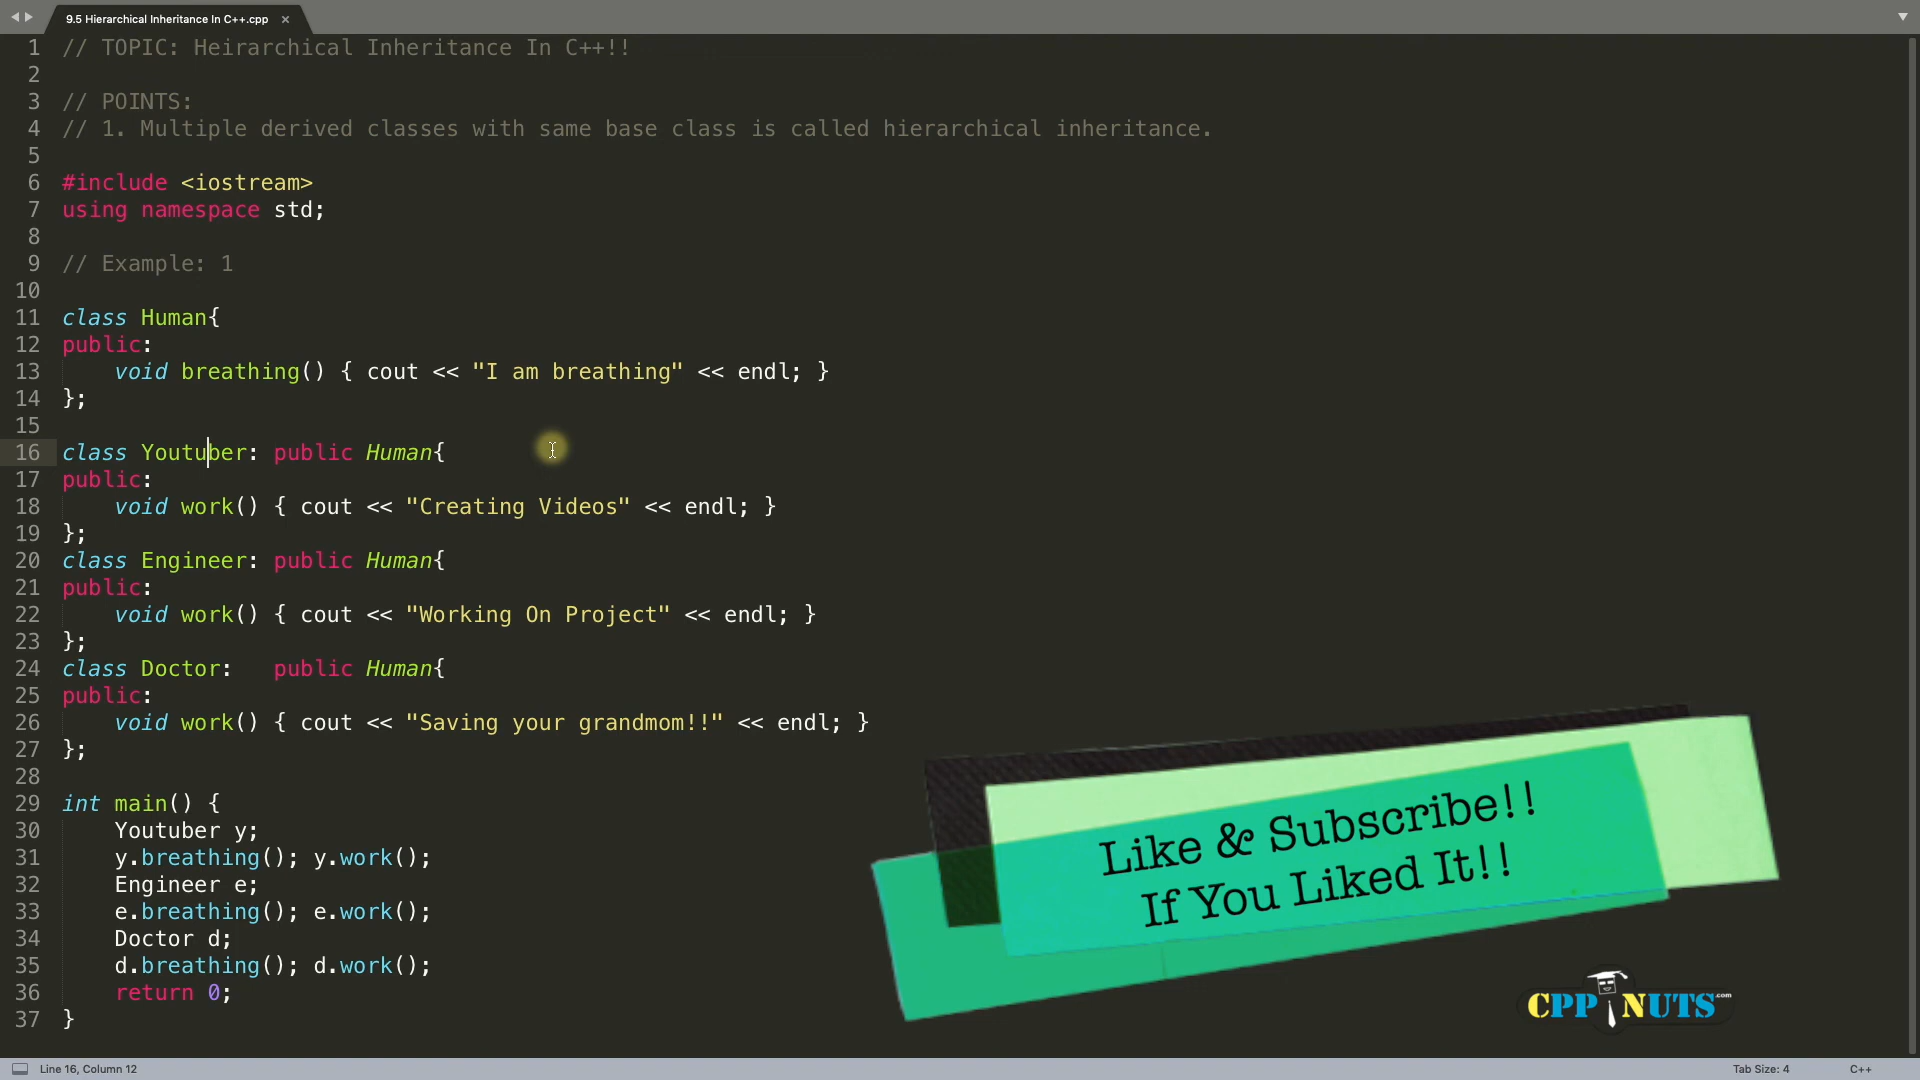 9.5 Hierarchical Inheritance In C++.cpp ×
1 // TOPIC: Heirarchical Inheritance In C++!!
2
3 // POINTS:
4 // 1. Multiple derived classes with same base class is called hierarchical inheritance.
5
6 #include <iostream>
7 using namespace std;
8
9 // Example: 1
10
11 class Human{
12 public:
13     void breathing() { cout << "I am breathing" << endl; }
14 };
15
16 class Youtuber: public Human{
17 public:
18     void work() { cout << "Creating Videos" << endl; }
19 };
20 class Engineer: public Human{
21 public:
22     void work() { cout << "Working On Project" << endl; }
23 };
24 class Doctor:   public Human{
25 public:
26     void work() { cout << "Saving your grandmom!!" << endl; }
27 };
28
29 int main() {
30     Youtuber y;
31     y.breathing(); y.work();
32     Engineer e;
33     e.breathing(); e.work();
34     Doctor d;
35     d.breathing(); d.work();
36     return 0;
37 }
Like & Subscribe!!
If You Liked It!!
CPP NUTS.com
Line 16, Column 12
Tab Size: 4
C++